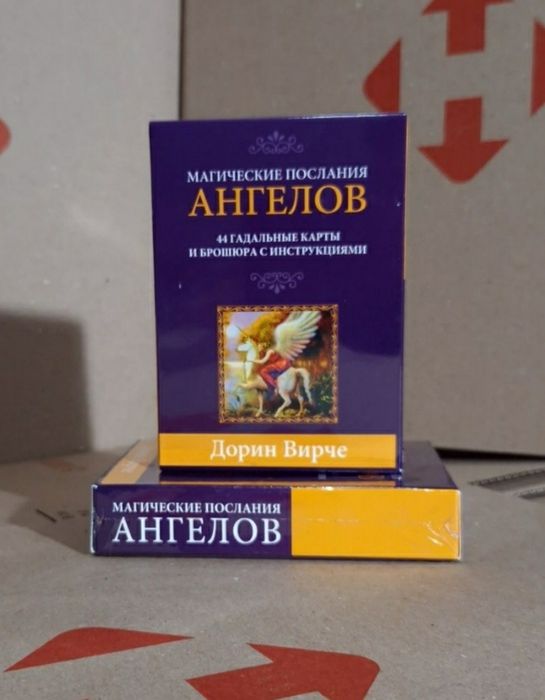 МАГИЧЕСКИЕ ПОСЛАНИЯ
АНГЕЛОВ
44 ГАДАЛЬНЫЕ КАРТЫ
И БРОШЮРА С ИНСТРУКЦИЯМИ
Дорин Вирче
МАГИЧЕСКИЕ ПОСЛАНИЯ
АНГЕЛОВ